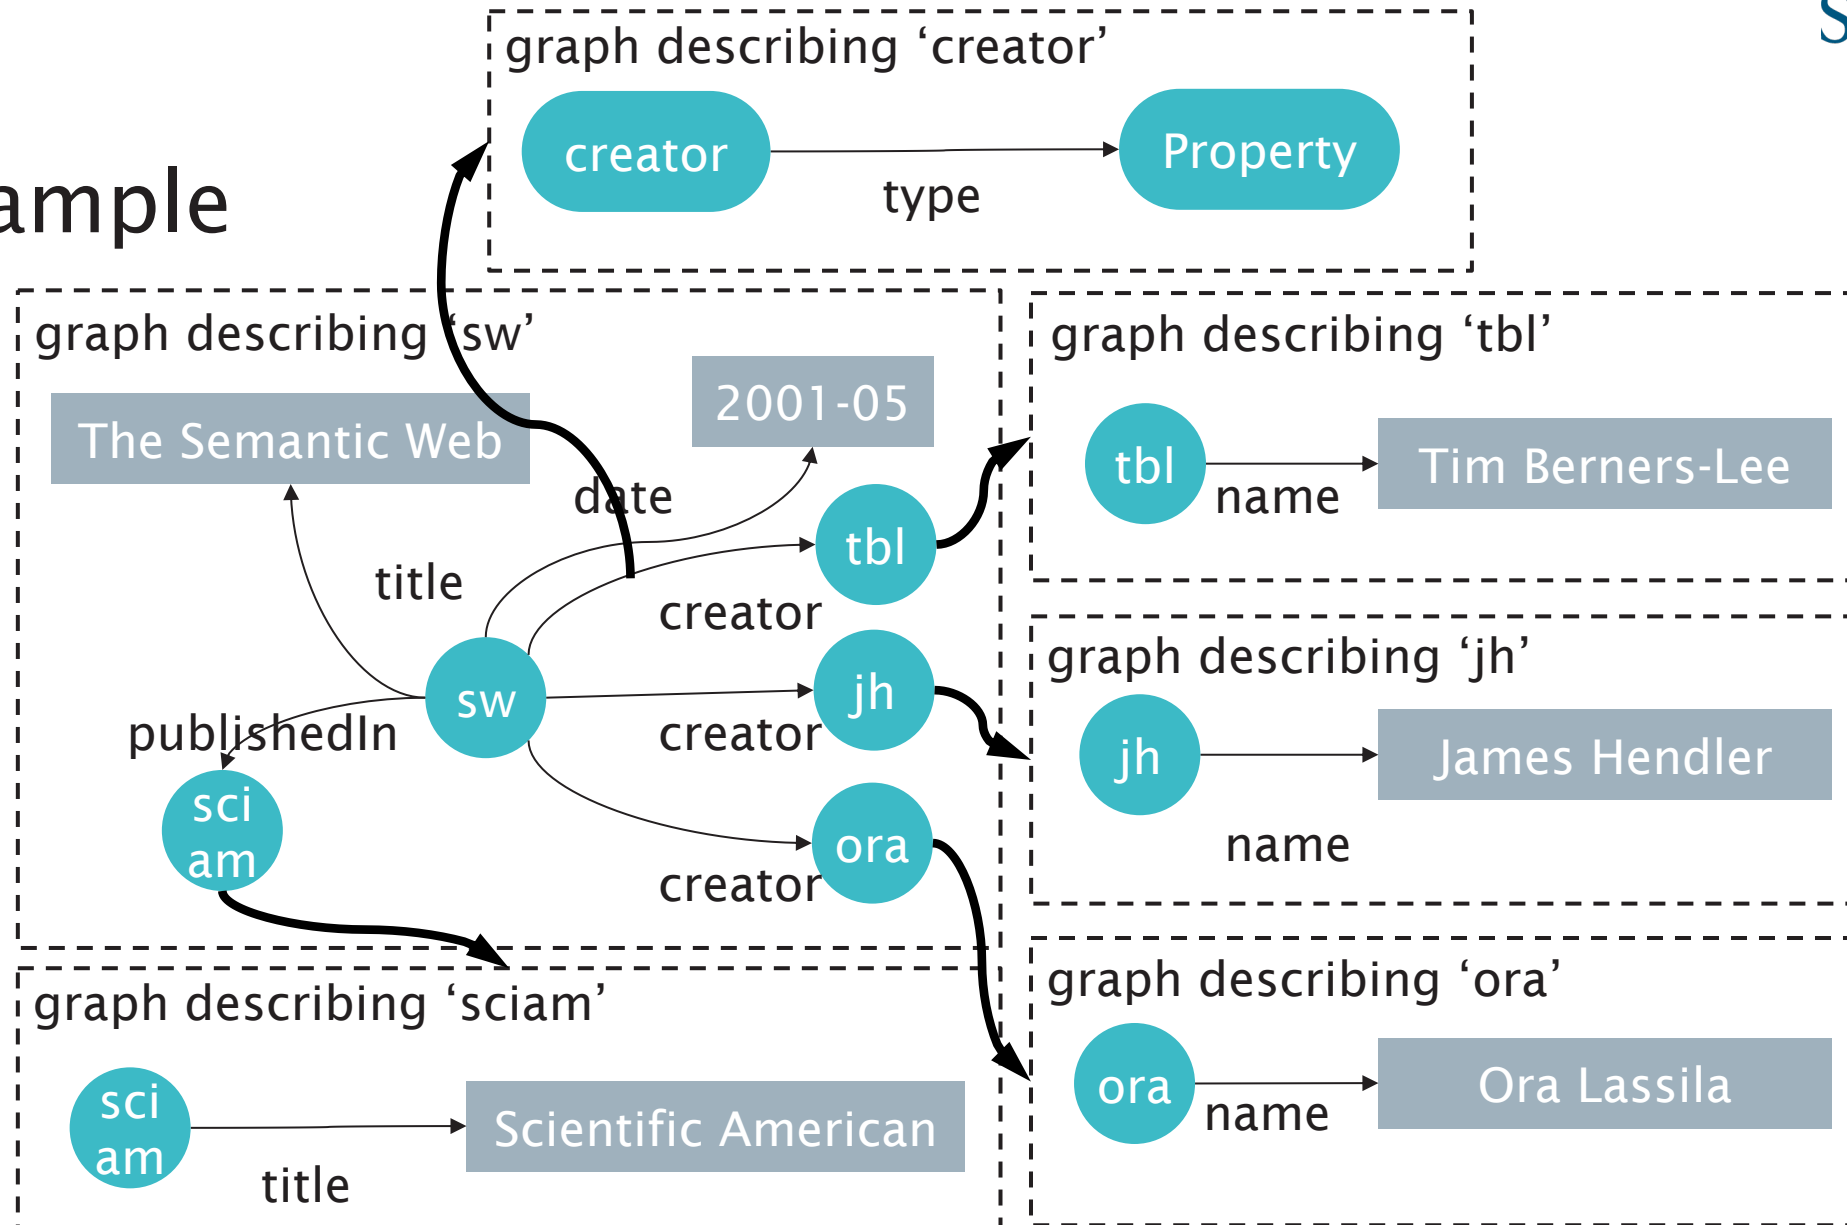 S
graph describing ‘creator’
creator
type
Property
ample
graph describing ‘sw’
The Semantic Web
2001-05
date
title
tbl
creator
sw
jh
creator
publishedIn
sci
am
ora
creator
graph describing ‘tbl’
tbl
name
Tim Berners-Lee
graph describing ‘jh’
jh
name
James Hendler
graph describing ‘sciam’
sci
am
title
Scientific American
graph describing ‘ora’
ora
name
Ora Lassila